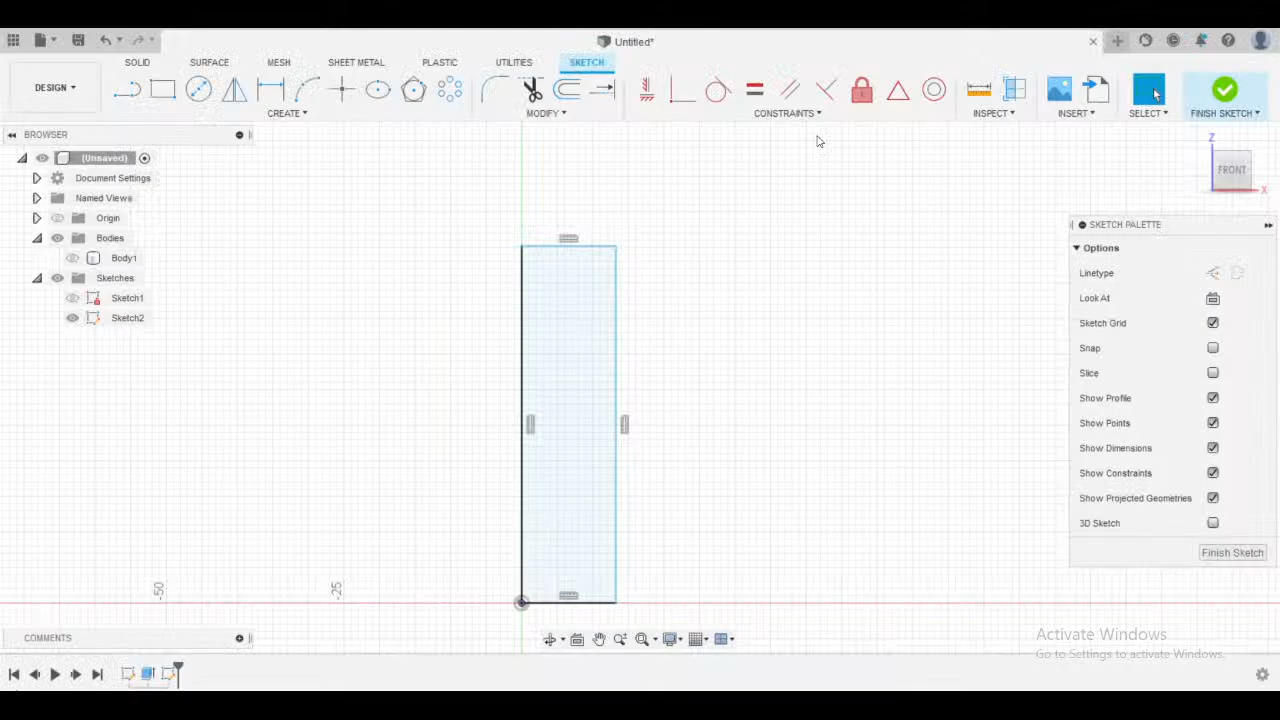 Untitled*
SOLID SURFACE MESH SHEET METAL PLASTIC UTILITIES SKETCH
DESIGN
CREATE MODIFY CONSTRAINTS INSPECT INSERT SELECT FINISH SKETCH
BROWSER
(Unsaved)
Document Settings
Named Views
Origin
Bodies
Body1
Sketches
Sketch1
Sketch2
Z
FRONT
X
SKETCH PALETTE
Options
Linetype
Look At
Sketch Grid
Snap
Slice
Show Profile
Show Points
Show Dimensions
Show Constraints
Show Projected Geometries
3D Sketch
Finish Sketch
-50
-25
COMMENTS
Activate Windows
Go to Settings to activate Windows.